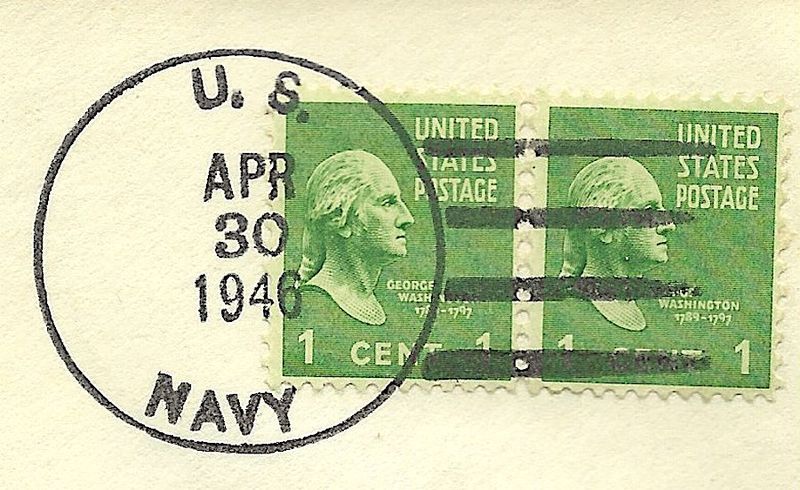 U. S.
APR
30
1946
NAVY
UNITED
STATES
POSTAGE
GEORGE
WASHINGTON
1789-1797
1 CENT 1
UNITED
STATES
POSTAGE
WASHINGTON
1789-1797
1 CENT 1